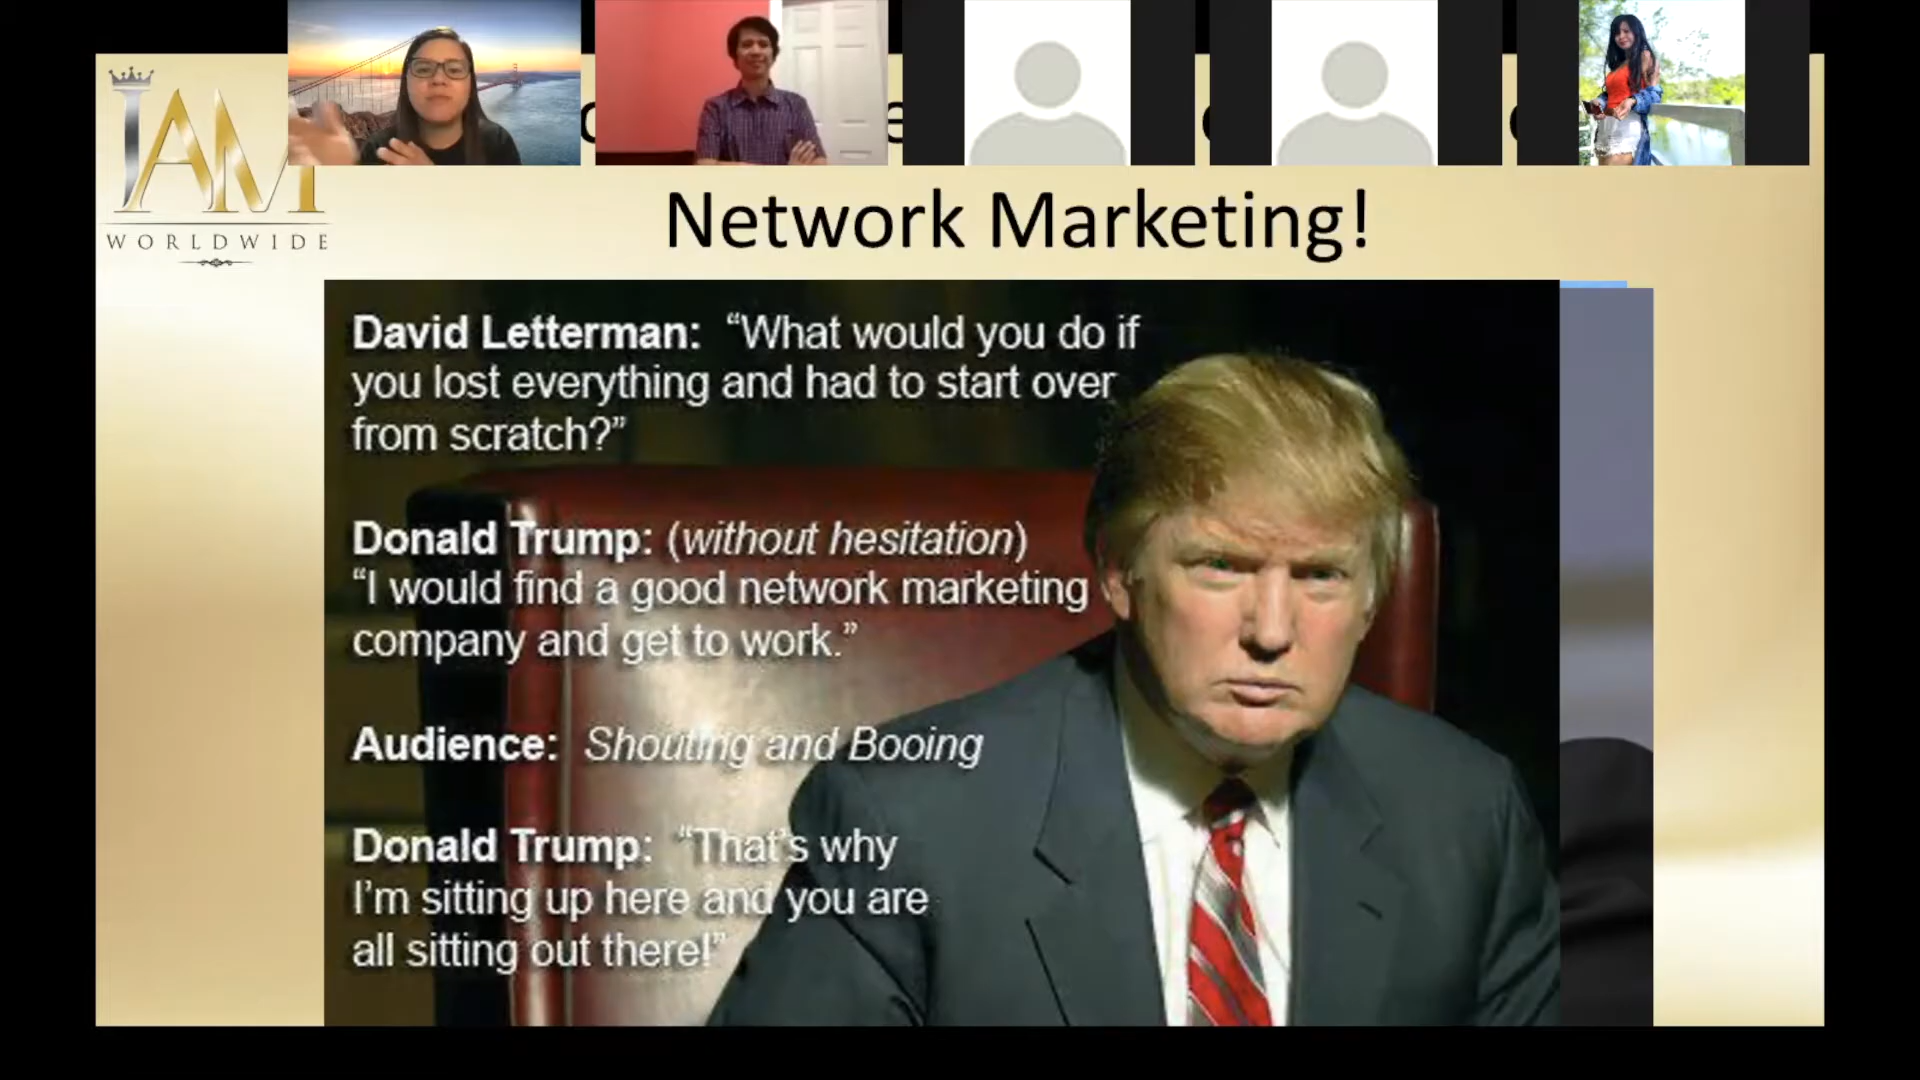 IAM
WORLDWIDE
Network Marketing!
David Letterman: “What would you do if
you lost everything and had to start over
from scratch?”
Donald Trump: (without hesitation)
“I would find a good network marketing
company and get to work.”
Audience: Shouting and Booing
Donald Trump: “That’s why
I’m sitting up here and you are
all sitting out there!”